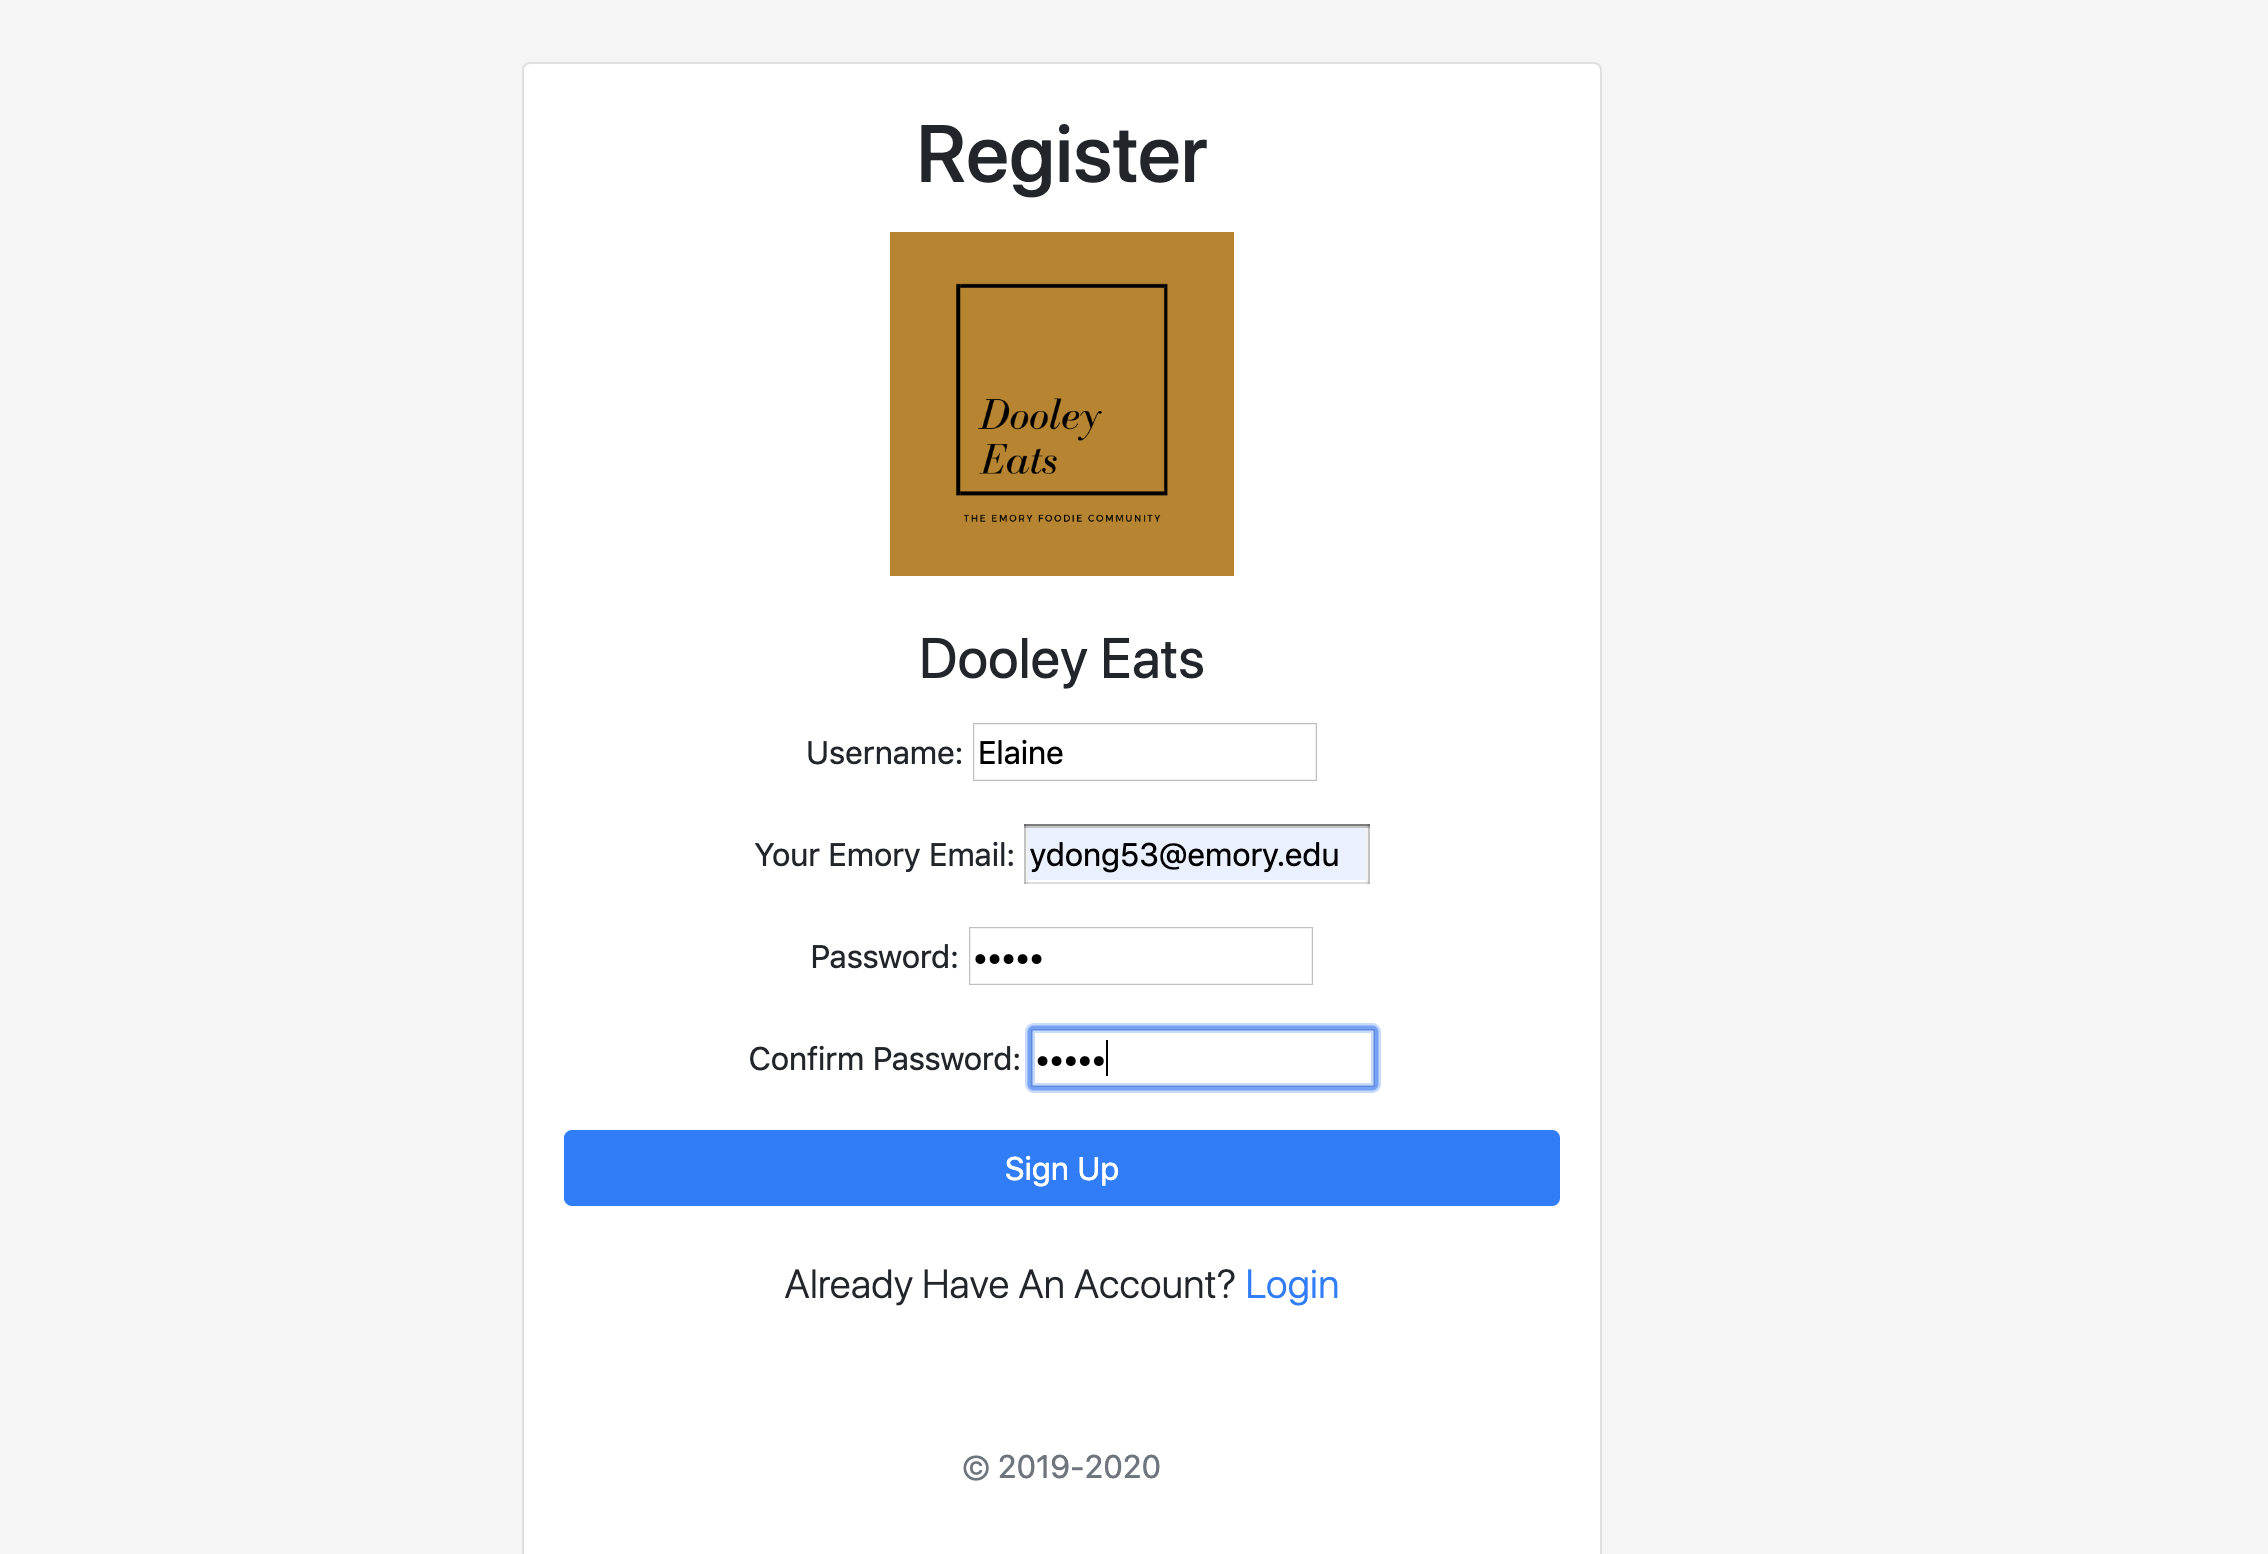 Register
Dooley
Eats
THE EMORY FOODIE COMMUNITY
Dooley Eats
Username: Elaine
Your Emory Email: ydong53@emory.edu
Password: •••••
Confirm Password: •••••
Sign Up
Already Have An Account? Login
© 2019-2020